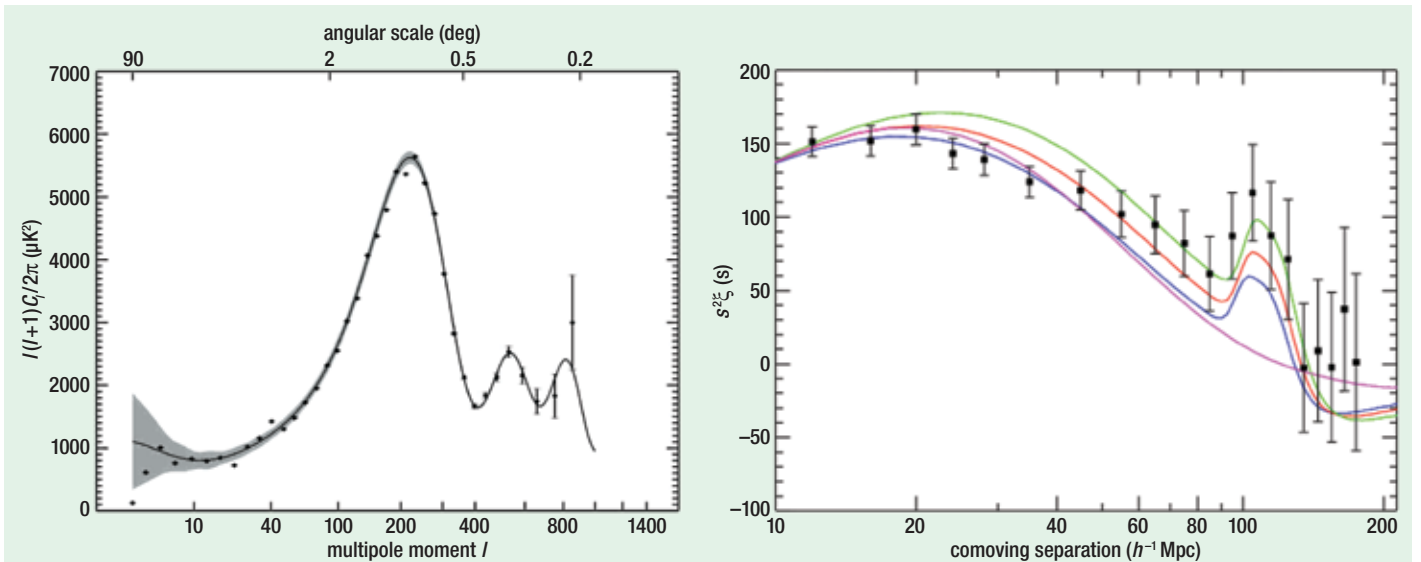 angular scale (deg)
90 2 0.5 0.2
7000
6000
5000
4000
3000
2000
1000
0
l(l+1)Cl/2π (μK²)
10 40 100 200 400 800 1400
multipole moment l
200
150
100
50
0
−50
−100
s²ξ (s)
10 20 40 60 80 100 200
comoving separation (h⁻¹ Mpc)